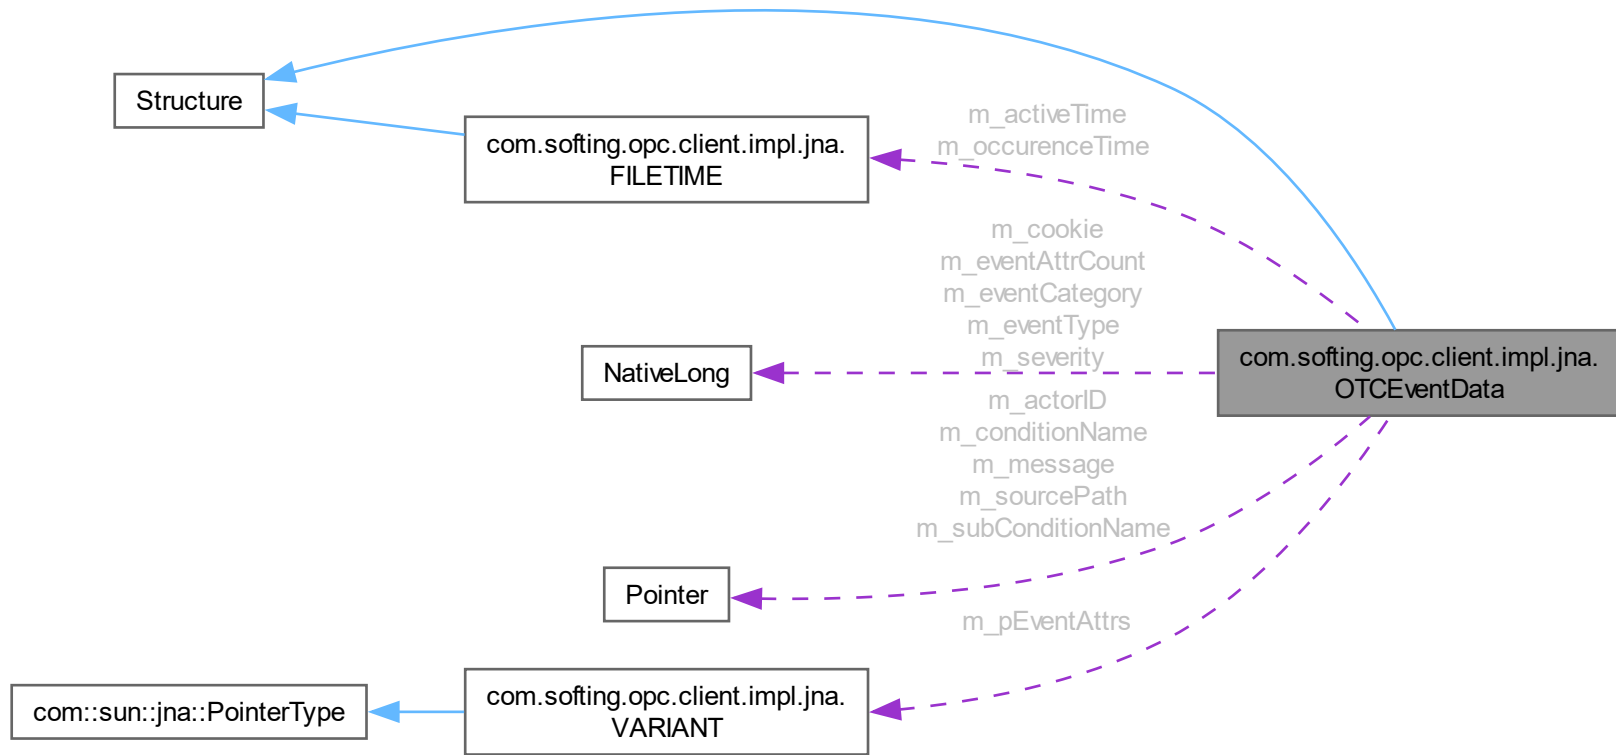 Structure
com.softing.opc.client.impl.jna.
FILETIME
m_activeTime
m_occurenceTime
m_cookie
m_eventAttrCount
m_eventCategory
m_eventType
m_severity
NativeLong
com.softing.opc.client.impl.jna.
OTCEventData
m_actorID
m_conditionName
m_message
m_sourcePath
m_subConditionName
Pointer
m_pEventAttrs
com::sun::jna::PointerType
com.softing.opc.client.impl.jna.
VARIANT